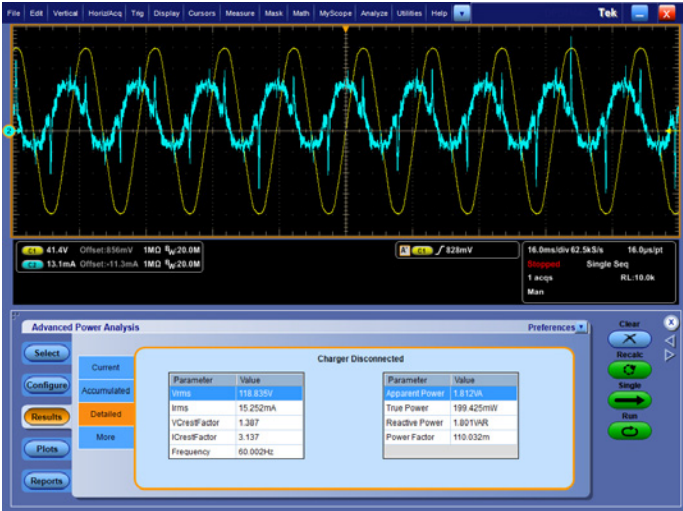 File Edit Vertical Horiz/Acq Trig Display Cursors Measure Mask Math MyScope Analyze Utilities Help Tek X
2
C1 41.4V Offset:856mV 1MΩ BW:20.0M
C2 13.1mA Offset:-11.3mA 1MΩ BW:20.0M
A' C1 828mV
16.0ms/div 62.5kS/s 16.0µs/pt
Stopped Single Seq
1 acqs RL:10.0k
Man
Advanced Power Analysis
Preferences
Clear
X
Select
Configure
Results
Plots
Reports
Current
Accumulated
Detailed
More
Charger Disconnected
Parameter Value
Vrms 118.835V
Irms 15.252mA
VCrestFactor 1.387
ICrestFactor 3.137
Frequency 60.002Hz
Parameter Value
Apparent Power 1.812VA
True Power 199.425mW
Reactive Power 1.801VAR
Power Factor 110.032m
Recalc
Single
Run